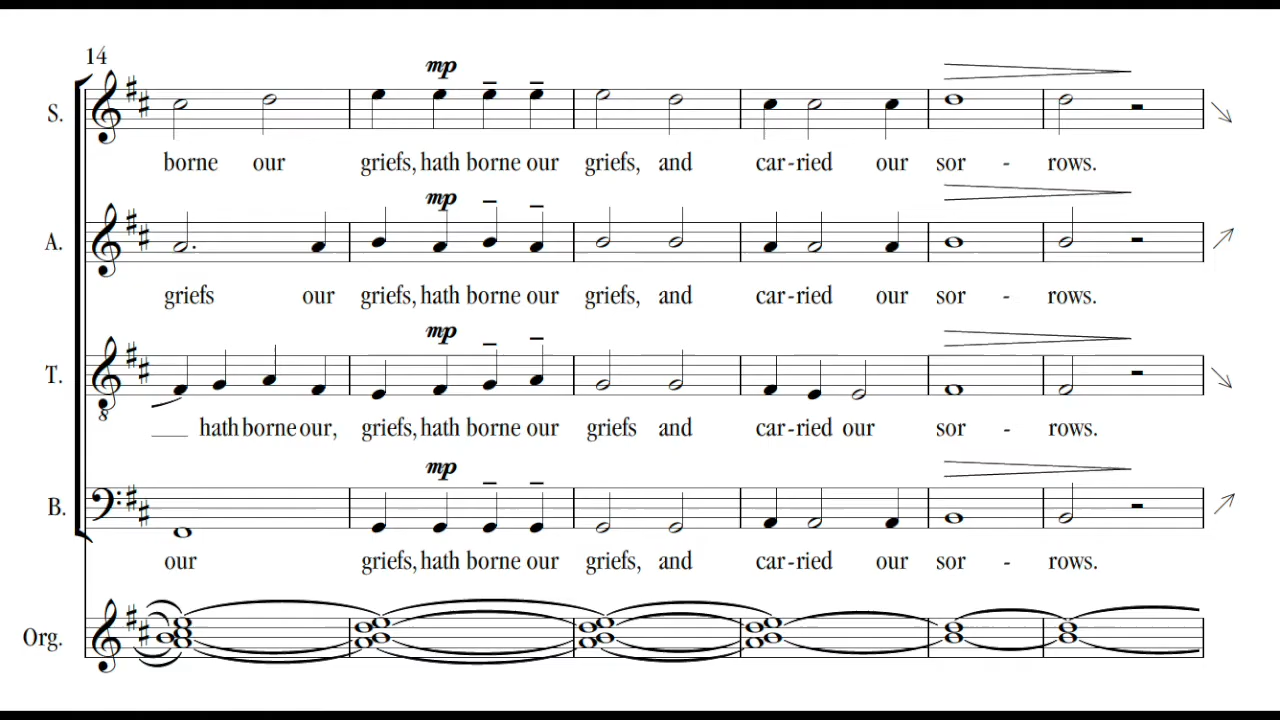 14
mp
S.
borne our griefs, hath borne our griefs, and car-ried our sor - rows.
mp
A.
griefs our griefs, hath borne our griefs, and car-ried our sor - rows.
mp
T.
8
___ hath borne our, griefs, hath borne our griefs and car-ried our sor - rows.
mp
B.
our griefs, hath borne our griefs, and car-ried our sor - rows.
Org.